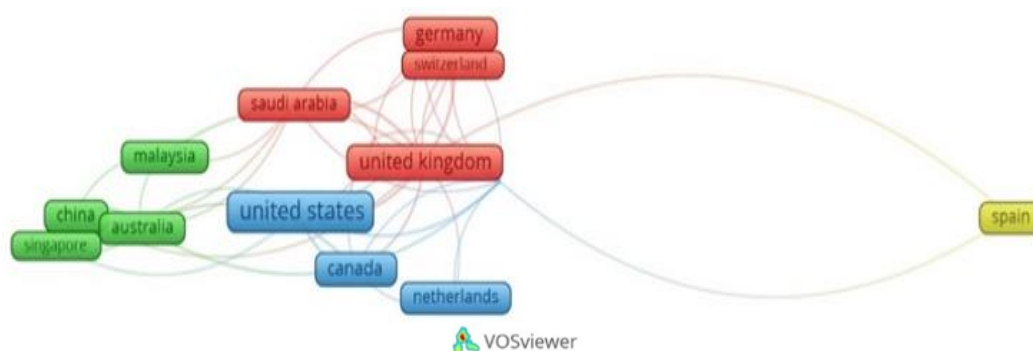 germany
switzerland
saudi arabia
malaysia
united kingdom
china
united states
spain
australia
singapore
canada
netherlands
VOSviewer